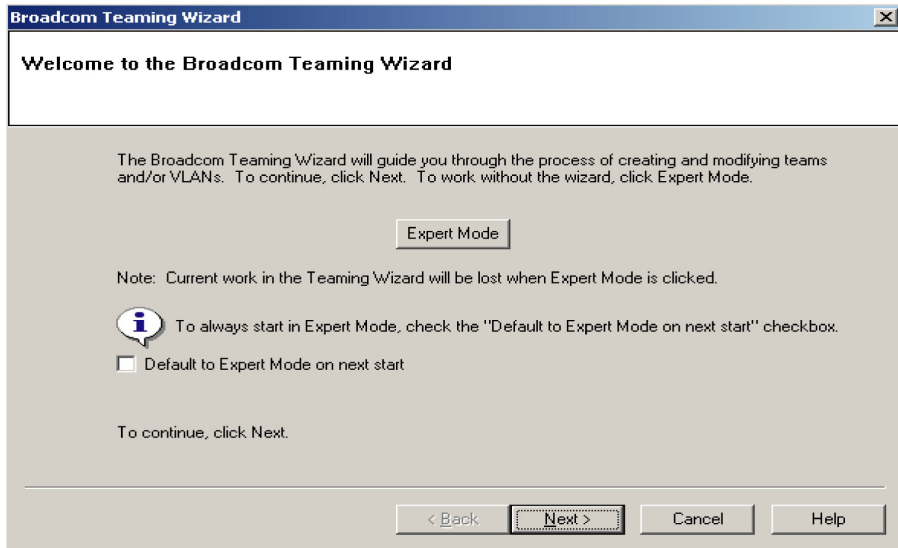 Broadcom Teaming Wizard
Welcome to the Broadcom Teaming Wizard
The Broadcom Teaming Wizard will guide you through the process of creating and modifying teams
and/or VLANs. To continue, click Next. To work without the wizard, click Expert Mode.
Expert Mode
Note: Current work in the Teaming Wizard will be lost when Expert Mode is clicked.
To always start in Expert Mode, check the "Default to Expert Mode on next start" checkbox.
Default to Expert Mode on next start
To continue, click Next.
< Back Next > Cancel Help